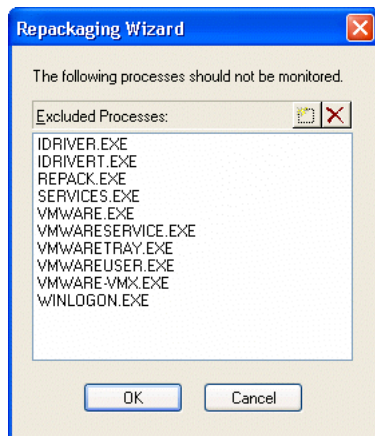 Repackaging Wizard
The following processes should not be monitored.
Excluded Processes:
IDRIVER.EXE
IDRIVERT.EXE
REPACK.EXE
SERVICES.EXE
VMWARE.EXE
VMWARESERVICE.EXE
VMWARETRAY.EXE
VMWAREUSER.EXE
VMWARE-VMX.EXE
WINLOGON.EXE
OK Cancel